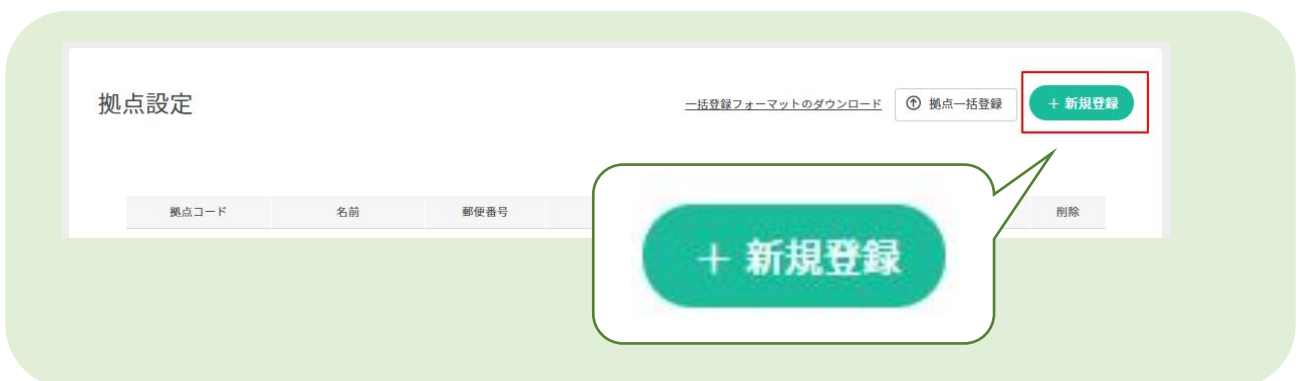 拠点設定
一括登録フォーマットのダウンロード 拠点一括登録 + 新規登録
拠点コード 名前 郵便番号 削除
+ 新規登録